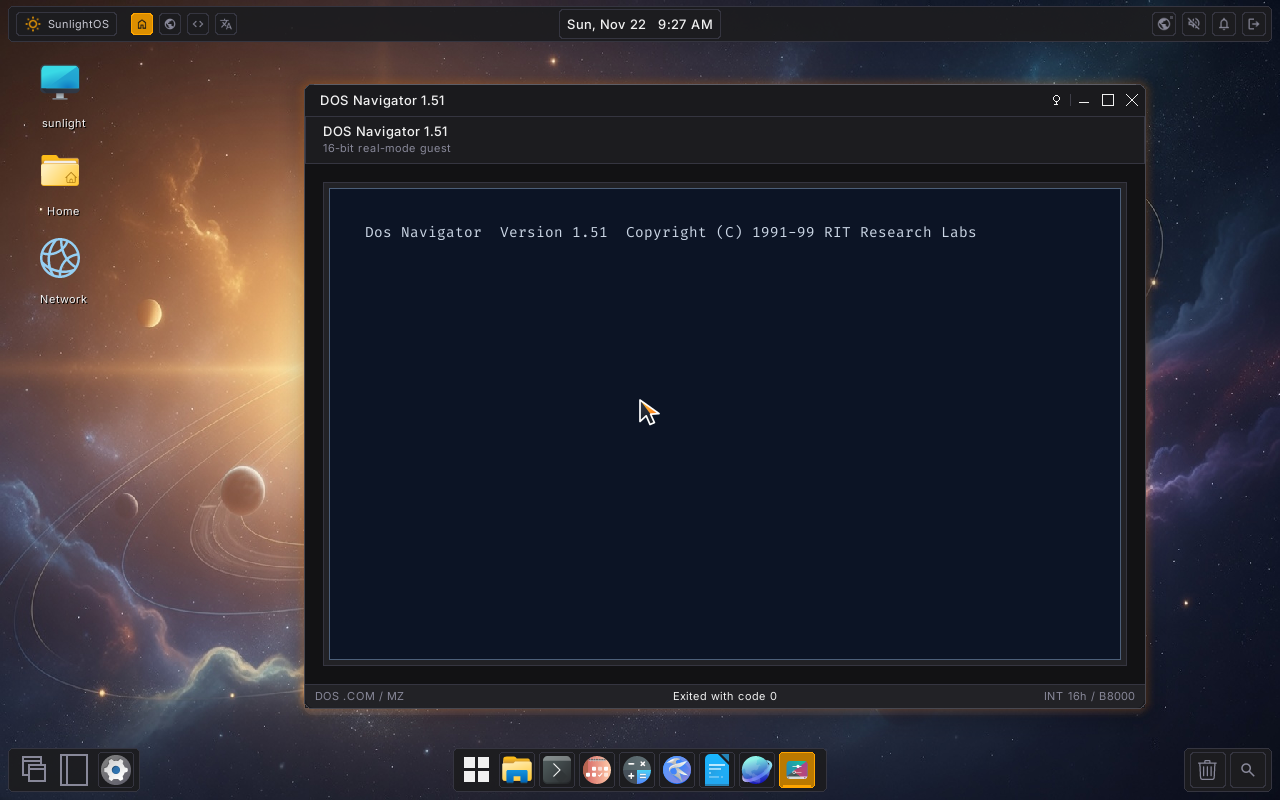 SunlightOS
Sun, Nov 22 9:27 AM
sunlight
Home
Network
DOS Navigator 1.51
DOS Navigator 1.51
16-bit real-mode guest
Dos Navigator  Version 1.51  Copyright (C) 1991-99 RIT Research Labs
DOS .COM / MZ
Exited with code 0
INT 16h / B8000